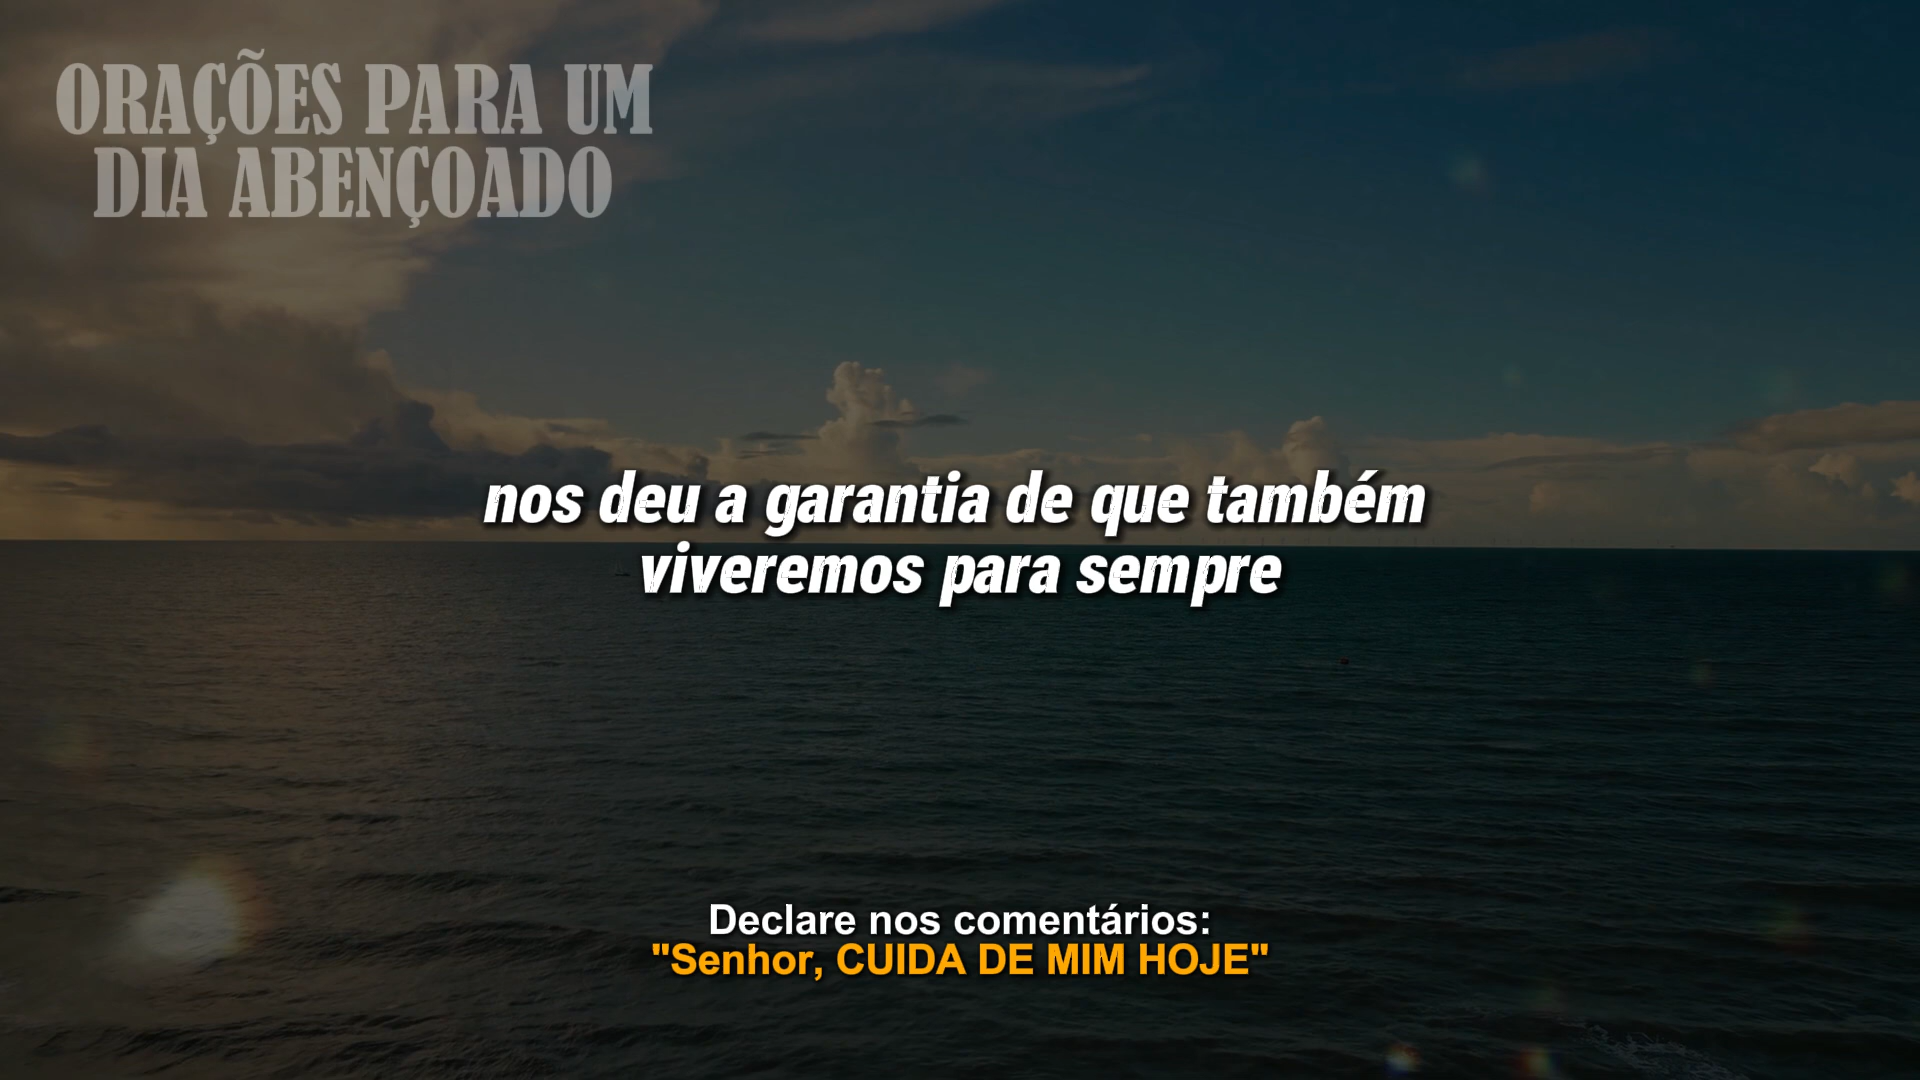 ORAÇÕES PARA UM
DIA ABENÇOADO
nos deu a garantia de que também
viveremos para sempre
Declare nos comentários:
"Senhor, CUIDA DE MIM HOJE"